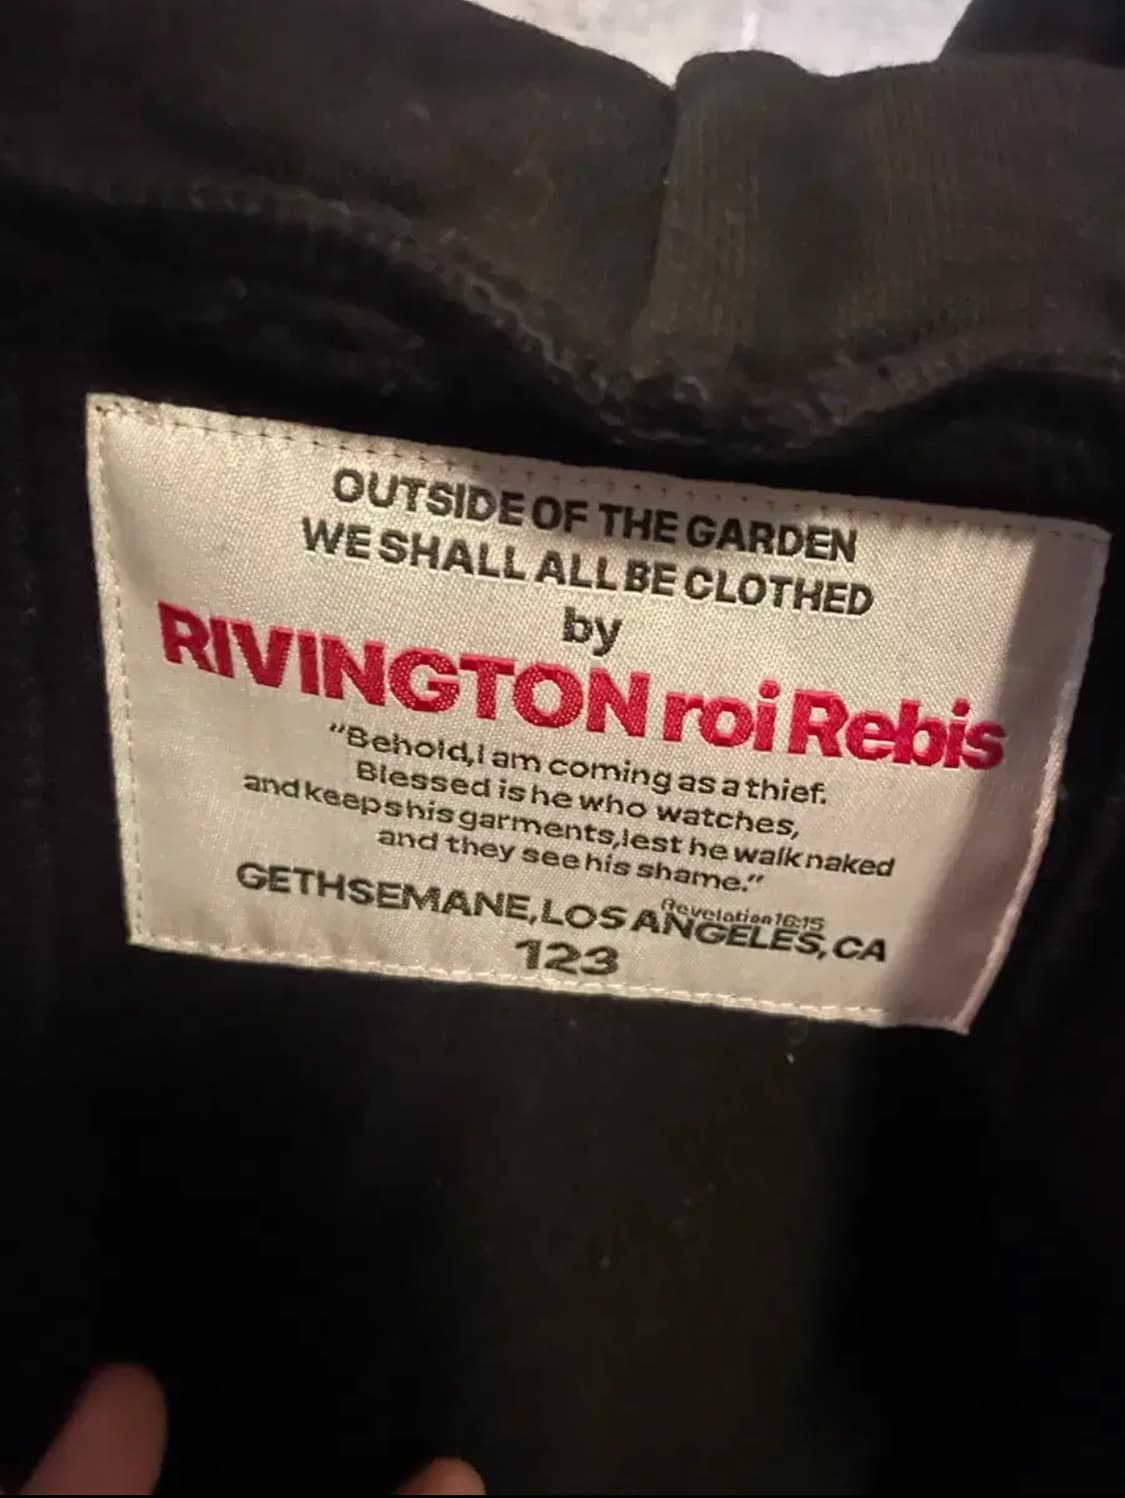 OUTSIDE OF THE GARDEN
WE SHALL ALL BE CLOTHED
by
RIVINGTON roi Rebis
“Behold, I am coming as a thief.
Blessed is he who watches,
and keeps his garments, lest he walk naked
and they see his shame.”
Revelation 16:15
GETHSEMANE, LOS ANGELES, CA
123